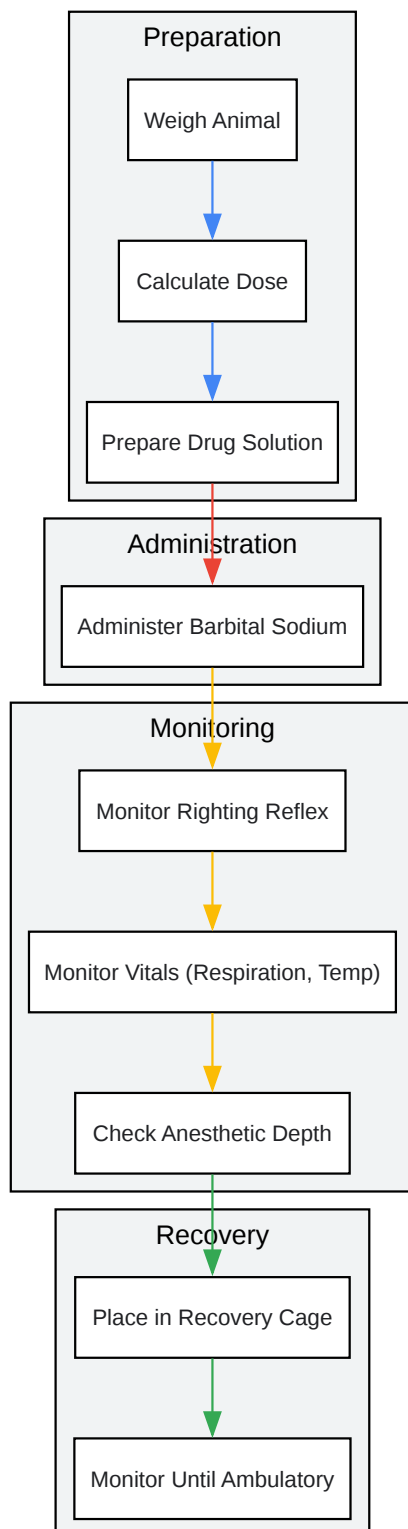 Preparation
Weigh Animal
Calculate Dose
Prepare Drug Solution
Administration
Administer Barbital Sodium
Monitoring
Monitor Righting Reflex
Monitor Vitals (Respiration, Temp)
Check Anesthetic Depth
Recovery
Place in Recovery Cage
Monitor Until Ambulatory